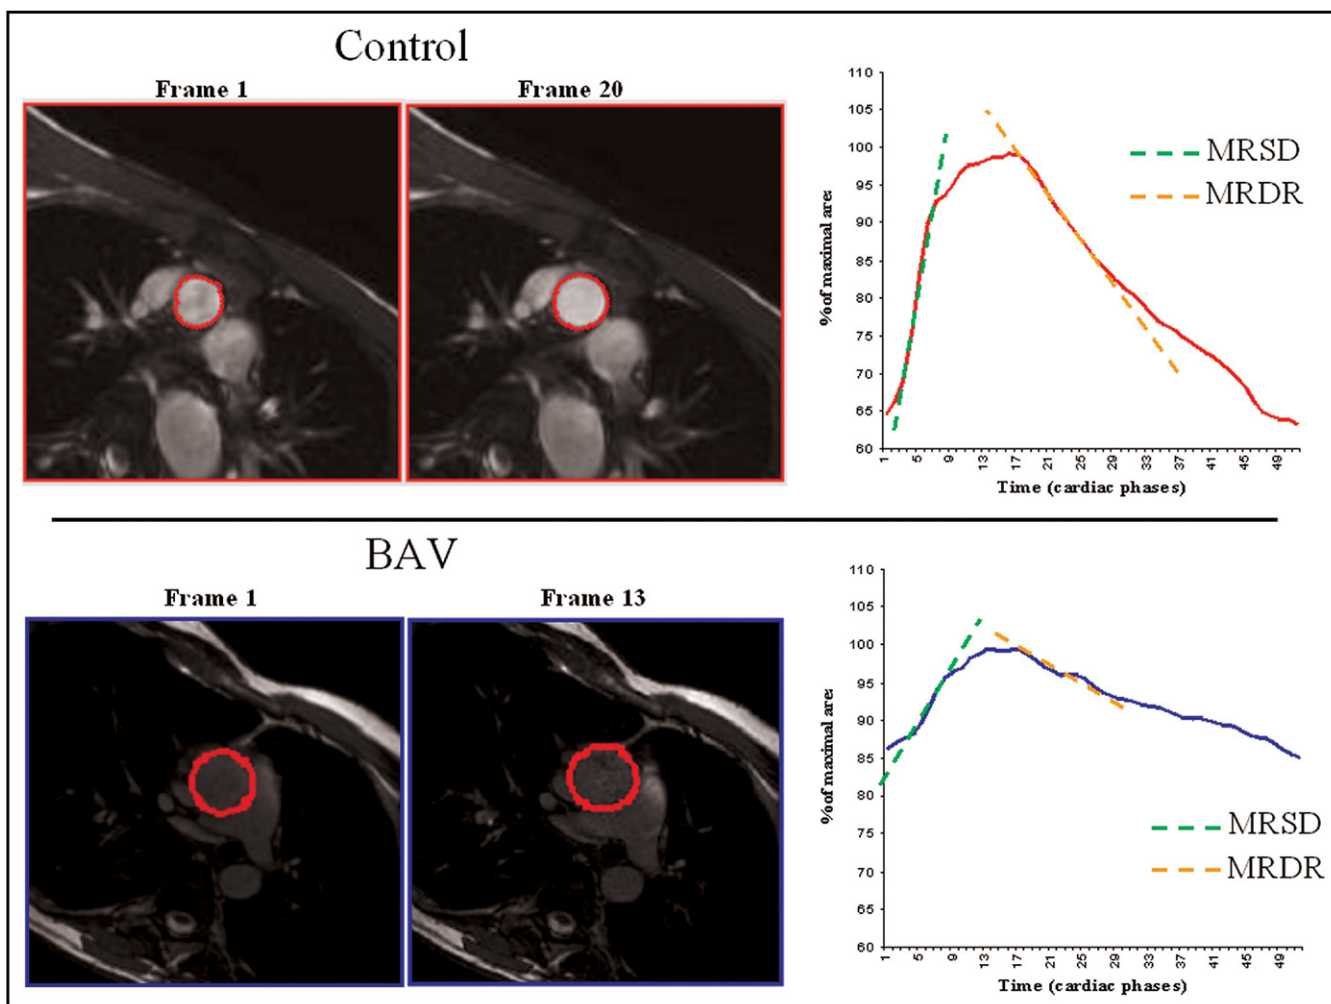 Control
Frame 1
Frame 20
110
105
100
95
90
85
80
75
70
65
60
% of maximal are:
1 5 9 13 17 21 25 29 33 37 41 45 49
Time (cardiac phases)
MRSD
MRDR
BAV
Frame 1
Frame 13
110
105
100
95
90
85
80
75
70
65
60
% of maximal are:
1 5 9 13 17 21 25 29 33 37 41 45 49
Time (cardiac phases)
MRSD
MRDR